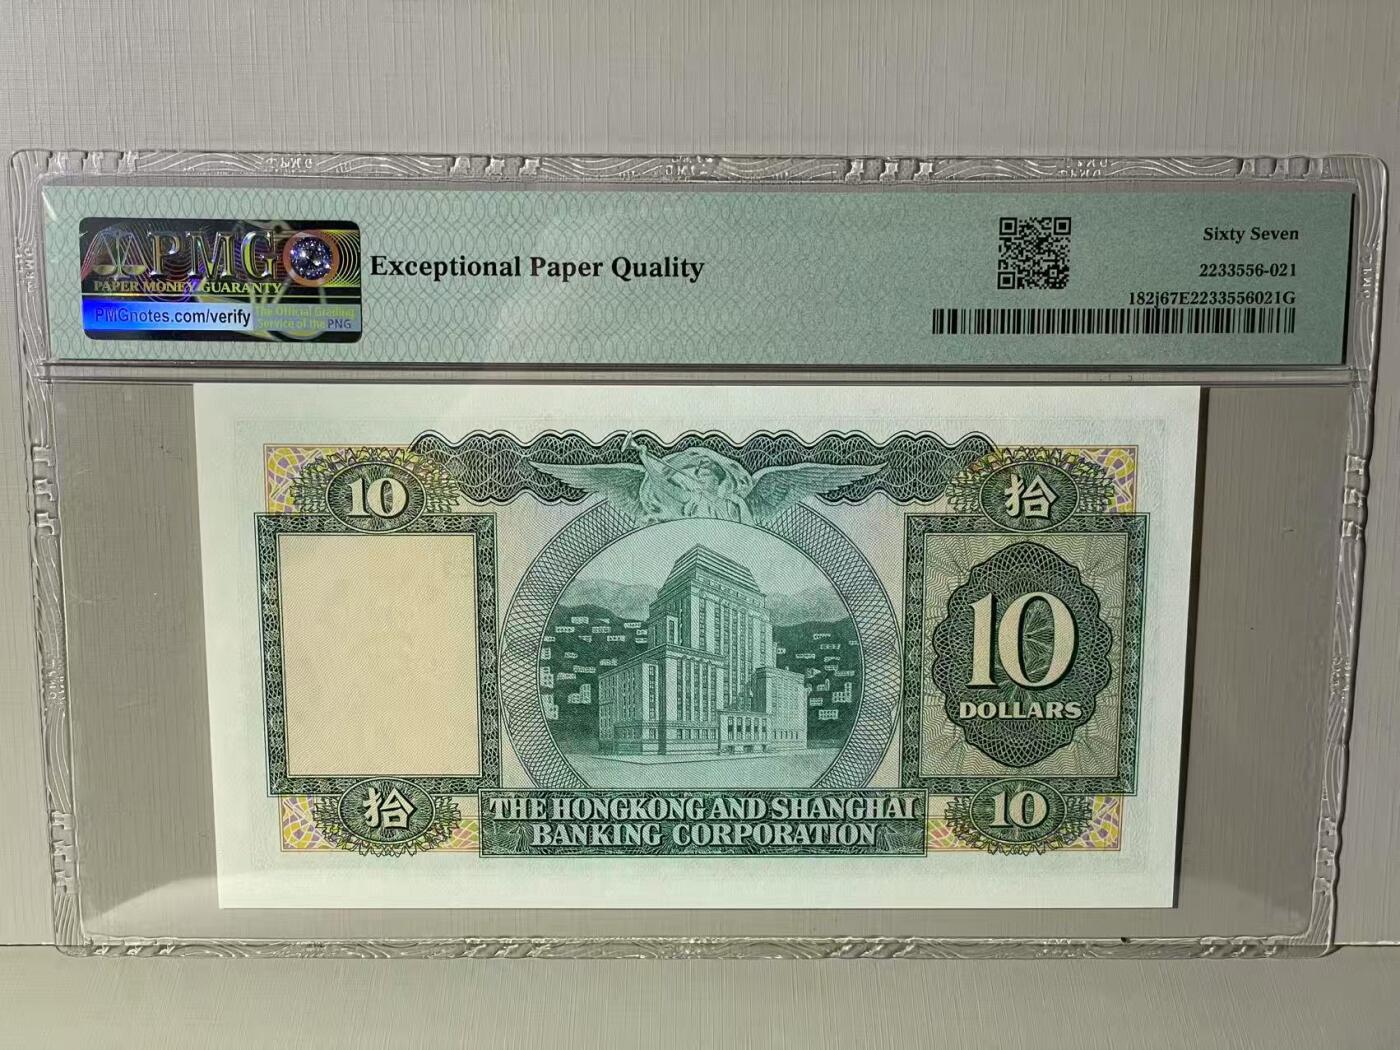 PMG
PAPER MONEY GUARANTY
PMGnotes.com/verify
The Official Grading
Service of the PNG
Exceptional Paper Quality
Sixty Seven
2233556-021
182j67E2233556021G
10
拾
10
DOLLARS
拾
THE HONGKONG AND SHANGHAI
BANKING CORPORATION
10